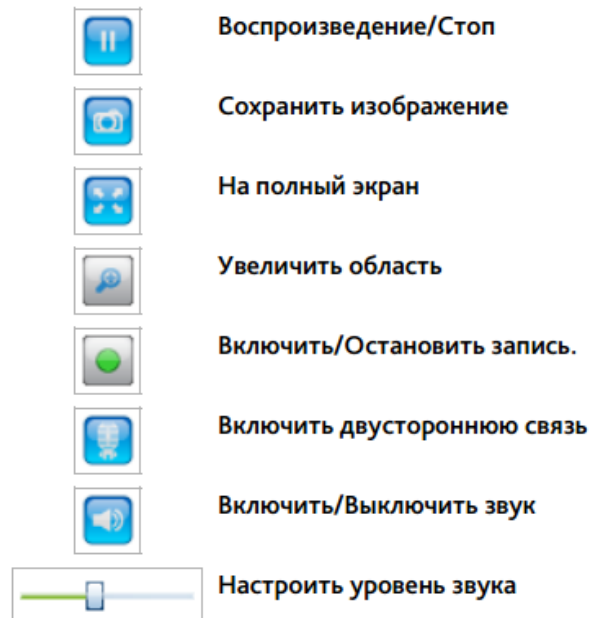 Воспроизведение/Стоп
Сохранить изображение
На полный экран
Увеличить область
Включить/Остановить запись.
Включить двустороннюю связь
Включить/Выключить звук
Настроить уровень звука